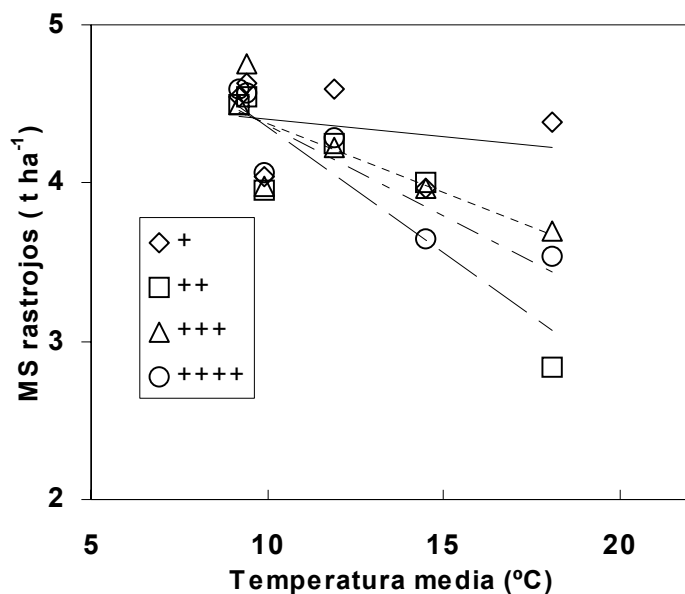 5
4
3
2
MS rastrojos ( t ha⁻¹)
+
++
+++
++++
5 10 15 20
Temperatura media (ºC)